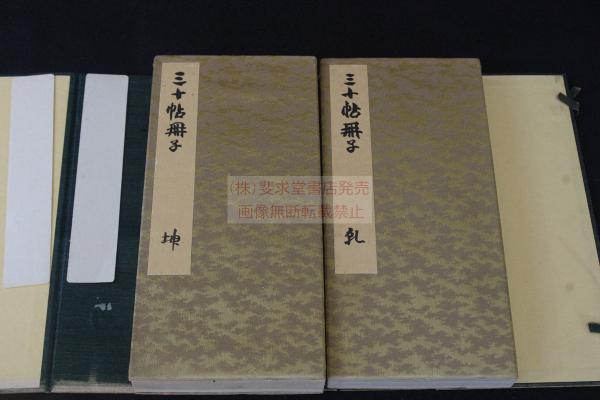 三十帖冊子
乹
三十帖冊子
坤
(株)斐求堂書店発売
画像無断転載禁止